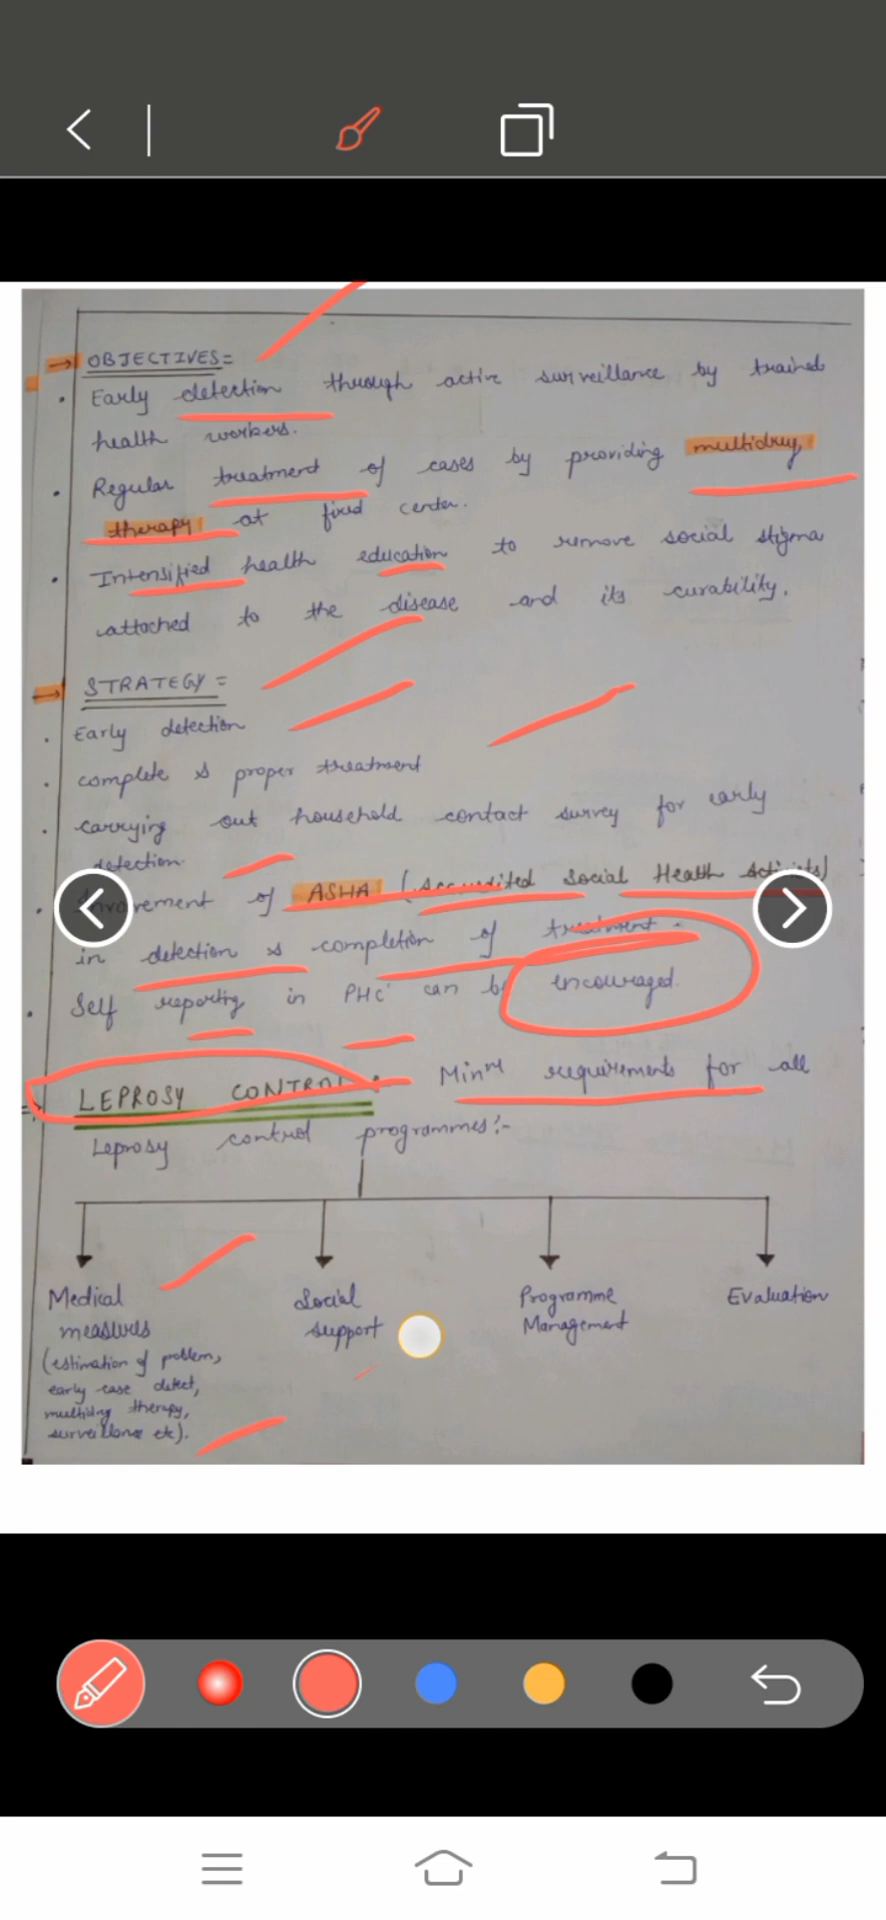 → OBJECTIVES =
• Early detection through active surveillance by trained
health workers.
• Regular treatment of cases by providing multidrug
therapy at fixed center.
• Intensified health education to remove social stigma
attached to the disease and its curability.
→ STRATEGY =
• Early detection
• complete & proper treatment
• carrying out household contact survey for early
detection.
• of ASHA (Accredited Social Health Activists)
in detection & completion of treatment.
• Self reporting in PHC can be encouraged.
LEPROSY CONTROL : Minm requirements for all
Leprosy control programmes :-
Medical Social Programme Evaluation
measures support Management
(estimation of problem,
early case detect,
multidrug therapy,
surveillance etc).